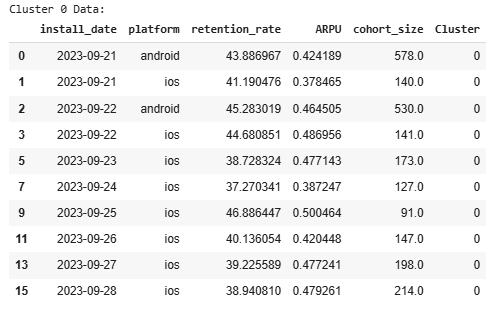 Cluster 0 Data:
install_date platform retention_rate ARPU cohort_size Cluster
0 2023-09-21 android 43.886967 0.424189 578.0 0
1 2023-09-21 ios 41.190476 0.378465 140.0 0
2 2023-09-22 android 45.283019 0.464505 530.0 0
3 2023-09-22 ios 44.680851 0.486956 141.0 0
5 2023-09-23 ios 38.728324 0.477143 173.0 0
7 2023-09-24 ios 37.270341 0.387247 127.0 0
9 2023-09-25 ios 46.886447 0.500464 91.0 0
11 2023-09-26 ios 40.136054 0.420448 147.0 0
13 2023-09-27 ios 39.225589 0.477241 198.0 0
15 2023-09-28 ios 38.940810 0.479261 214.0 0